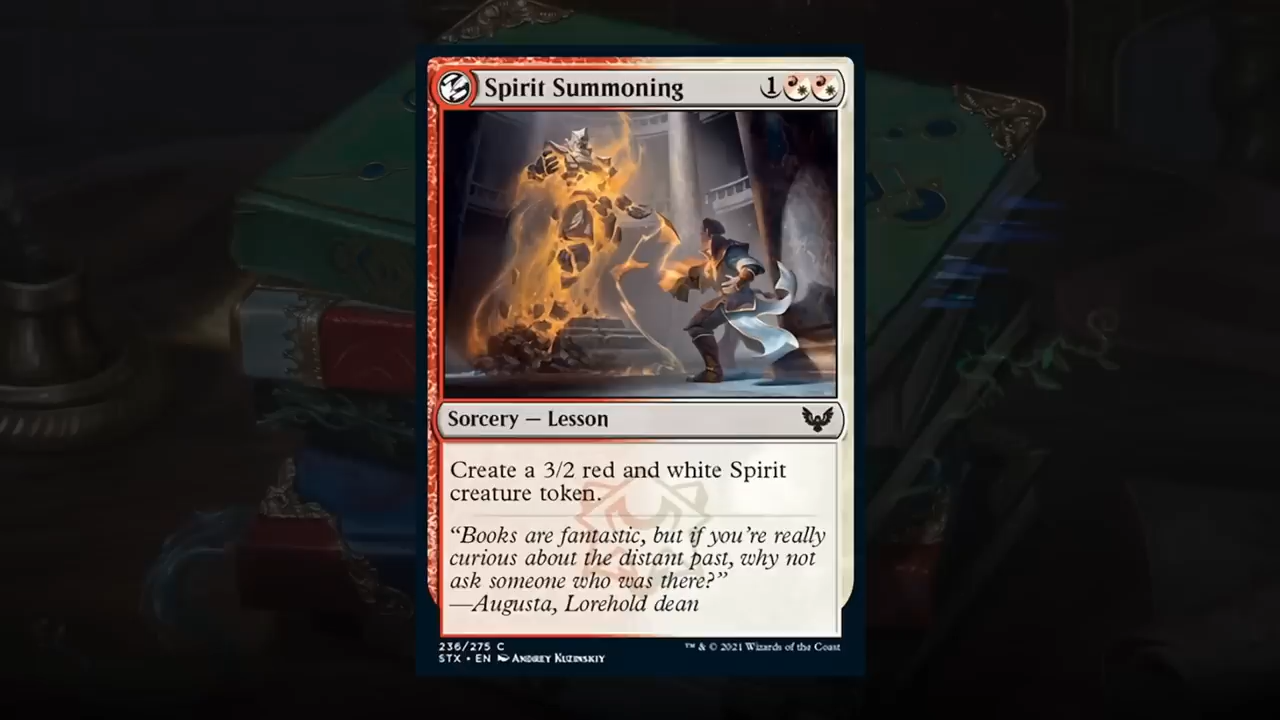 Spirit Summoning 1
Sorcery — Lesson
Create a 3/2 red and white Spirit
creature token.
“Books are fantastic, but if you’re really
curious about the distant past, why not
ask someone who was there?”
—Augusta, Lorehold dean
236/275 C
STX • EN Andrey Kuzinskiy
™ & © 2021 Wizards of the Coast